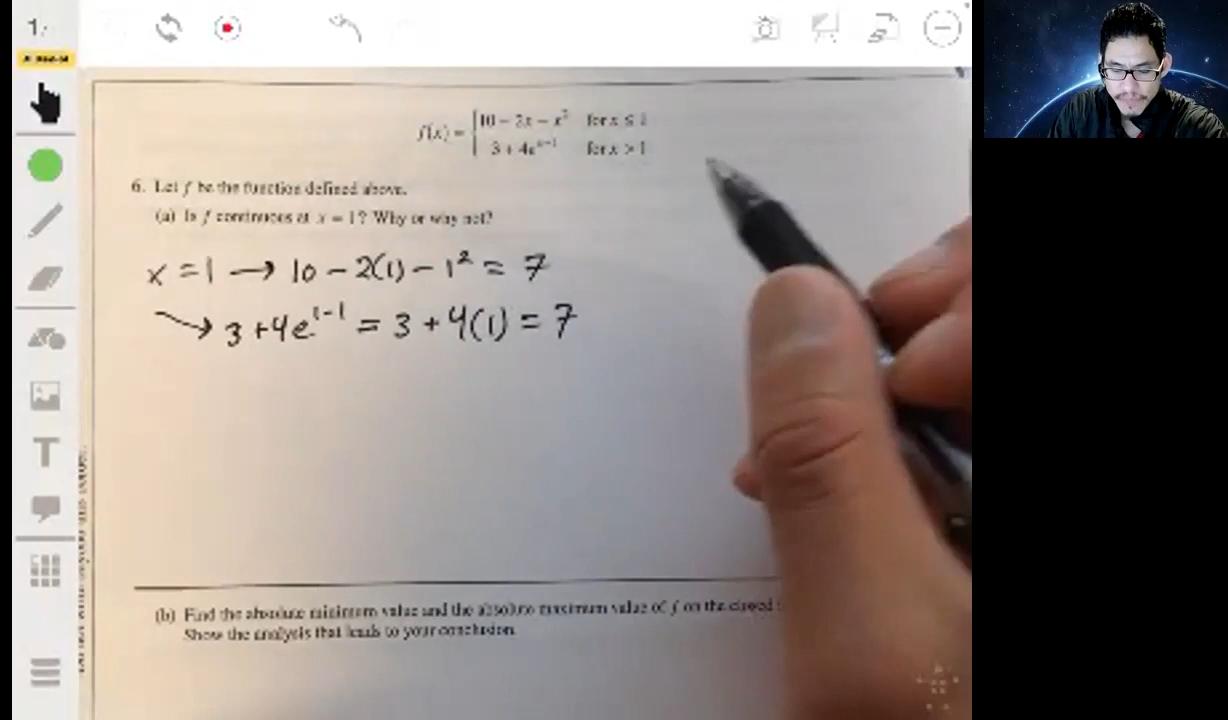 f(x) = { 10 − 2x − x² for x ≤ 1
3 + 4eˣ⁻¹ for x > 1
6. Let f be the function defined above.
(a) Is f continuous at x = 1? Why or why not?
x = 1 → 10 − 2(1) − 1² = 7
→ 3 + 4e¹⁻¹ = 3 + 4(1) = 7
(b) Find the absolute minimum value and the absolute maximum value of f on the closed
Show the analysis that leads to your conclusion.
T